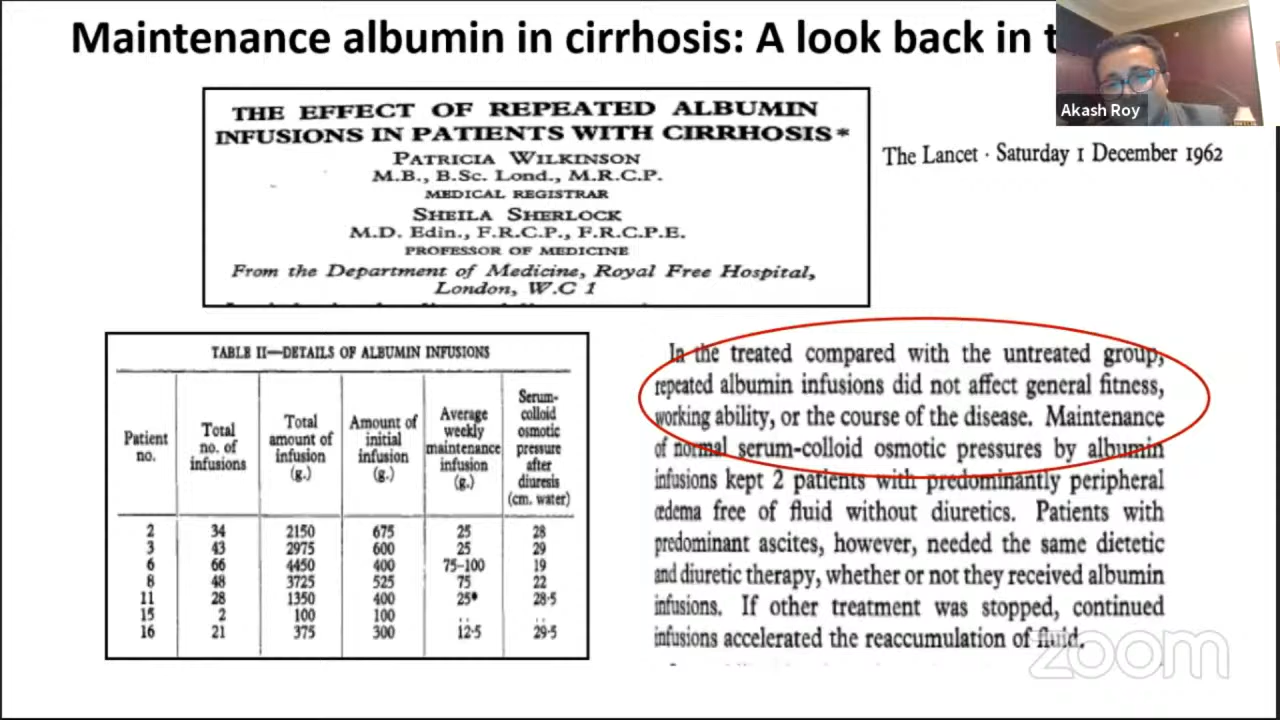 Maintenance albumin in cirrhosis: A look back in t
Akash Roy
THE EFFECT OF REPEATED ALBUMIN
INFUSIONS IN PATIENTS WITH CIRRHOSIS*
PATRICIA WILKINSON
M.B., B.Sc. Lond., M.R.C.P.
MEDICAL REGISTRAR
SHEILA SHERLOCK
M.D. Edin., F.R.C.P., F.R.C.P.E.
PROFESSOR OF MEDICINE
From the Department of Medicine, Royal Free Hospital,
London, W.C 1
The Lancet · Saturday 1 December 1962
TABLE II—DETAILS OF ALBUMIN INFUSIONS
Patient no. Total no. of infusions Total amount of infusion (g.) Amount of initial infusion (g.) Average weekly maintenance infusion (g.) Serum-colloid osmotic pressure after diuresis (cm. water)
2 34 2150 675 25 28
3 43 2975 600 25 29
6 66 4450 400 75-100 19
8 48 3725 525 75 22
11 28 1350 400 25* 28·5
15 2 100 100 .. ..
16 21 375 300 12·5 29·5
In the treated compared with the untreated group,
repeated albumin infusions did not affect general fitness,
working ability, or the course of the disease. Maintenance
of normal serum-colloid osmotic pressures by albumin
infusions kept 2 patients with predominantly peripheral
œdema free of fluid without diuretics. Patients with
predominant ascites, however, needed the same dietetic
and diuretic therapy, whether or not they received albumin
infusions. If other treatment was stopped, continued
infusions accelerated the reaccumulation of fluid.
zoom